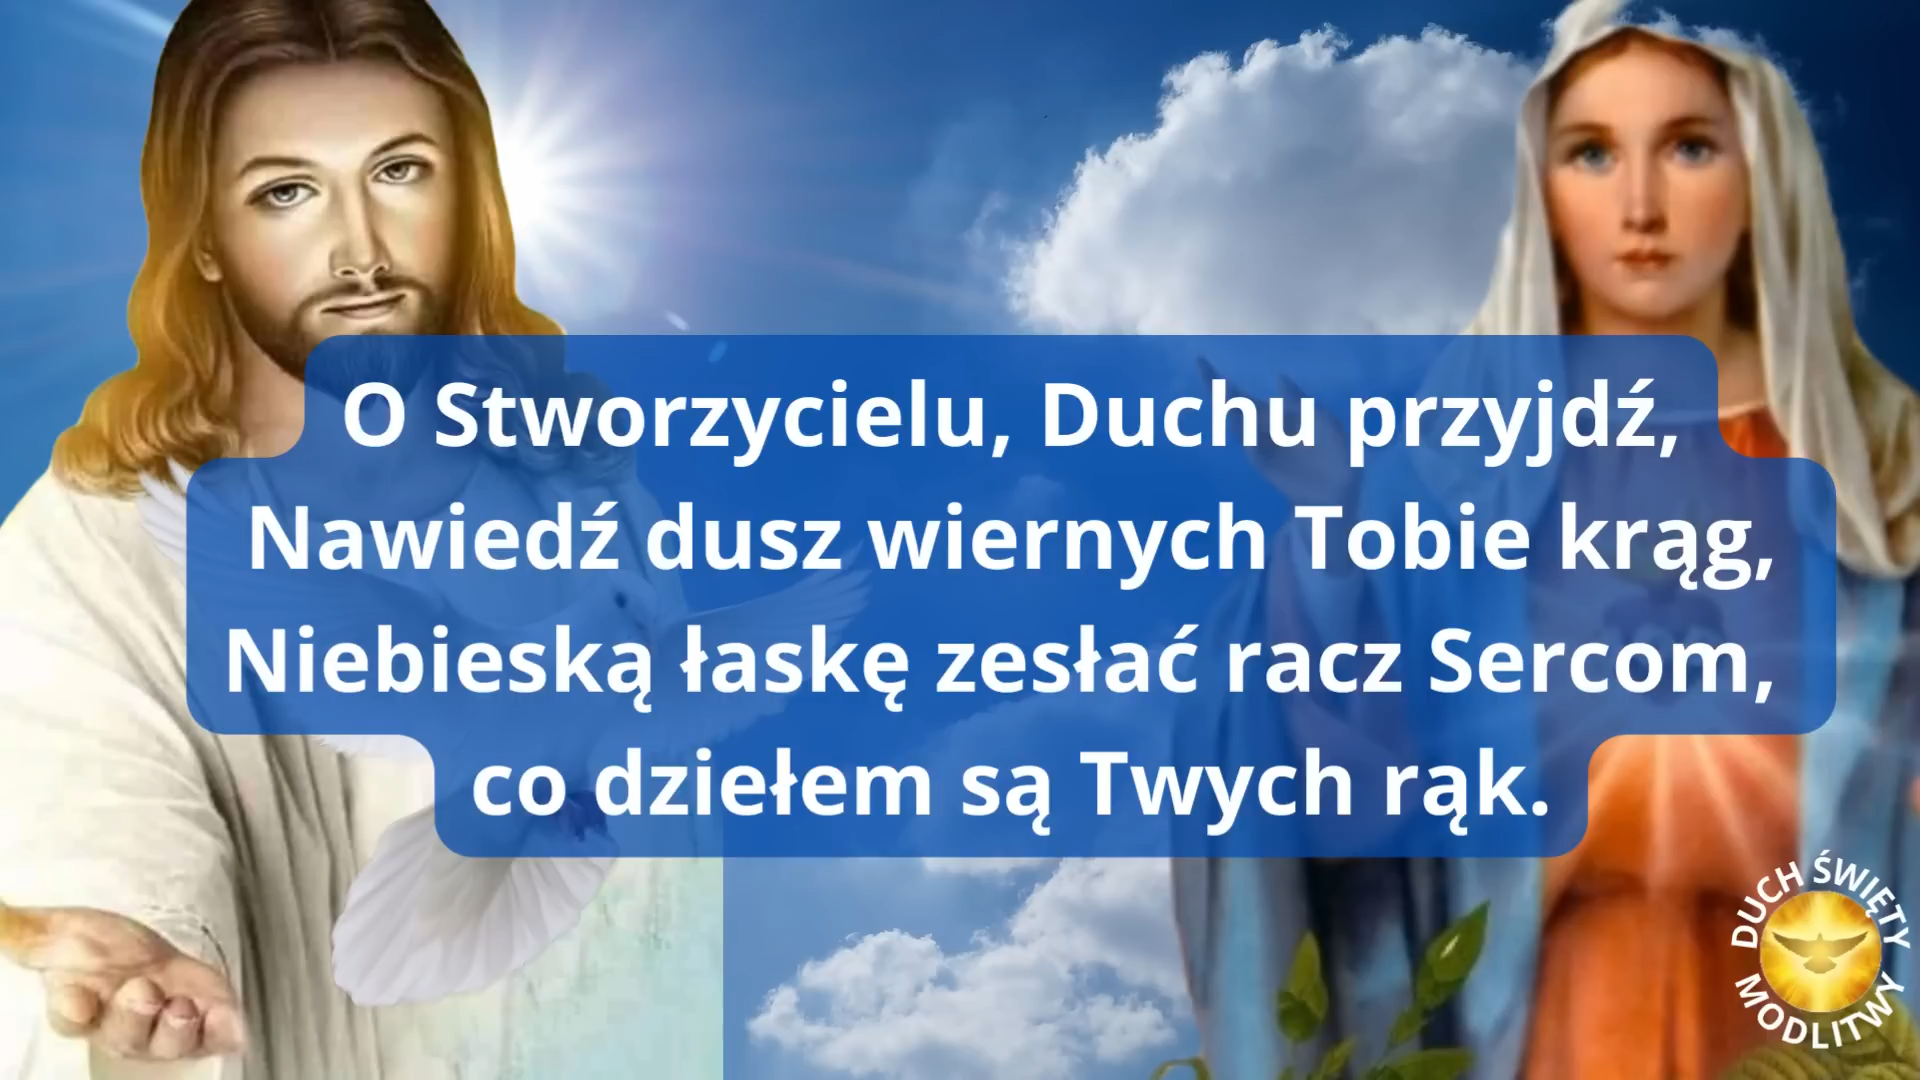 O Stworzycielu, Duchu przyjdź,
Nawiedź dusz wiernych Tobie krąg,
Niebieską łaskę zesłać racz Sercom,
co dziełem są Twych rąk.
DUCH ŚWIĘTY
MODLITWY